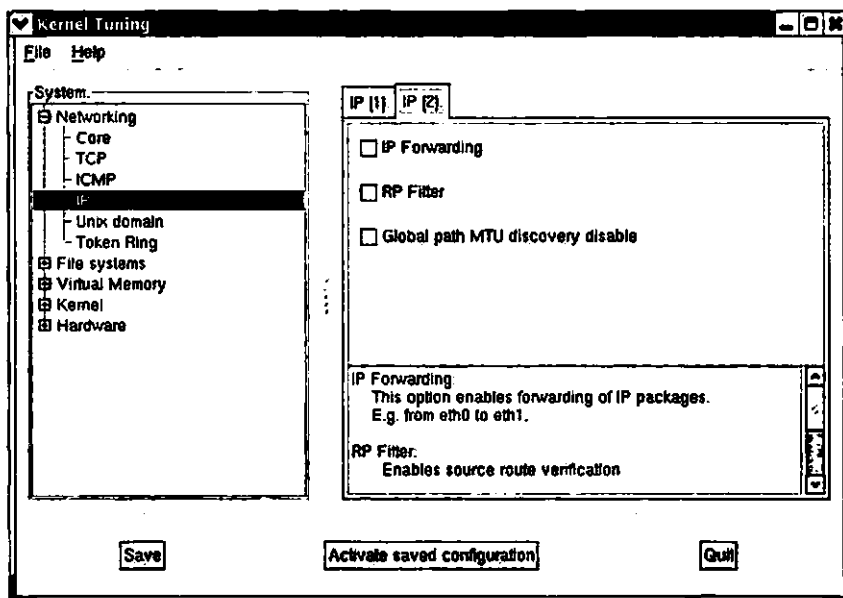 Kernel Tuning
File Help
System.
Networking
Core
TCP
ICMP
IP
Unix domain
Token Ring
File systems
Virtual Memory
Kernel
Hardware
IP (1) IP (2)
IP Forwarding
RP Filter
Global path MTU discovery disable
IP Forwarding:
This option enables forwarding of IP packages.
E.g. from eth0 to eth1.
RP Filter:
Enables source route verification
Save
Activate saved configuration
Quit